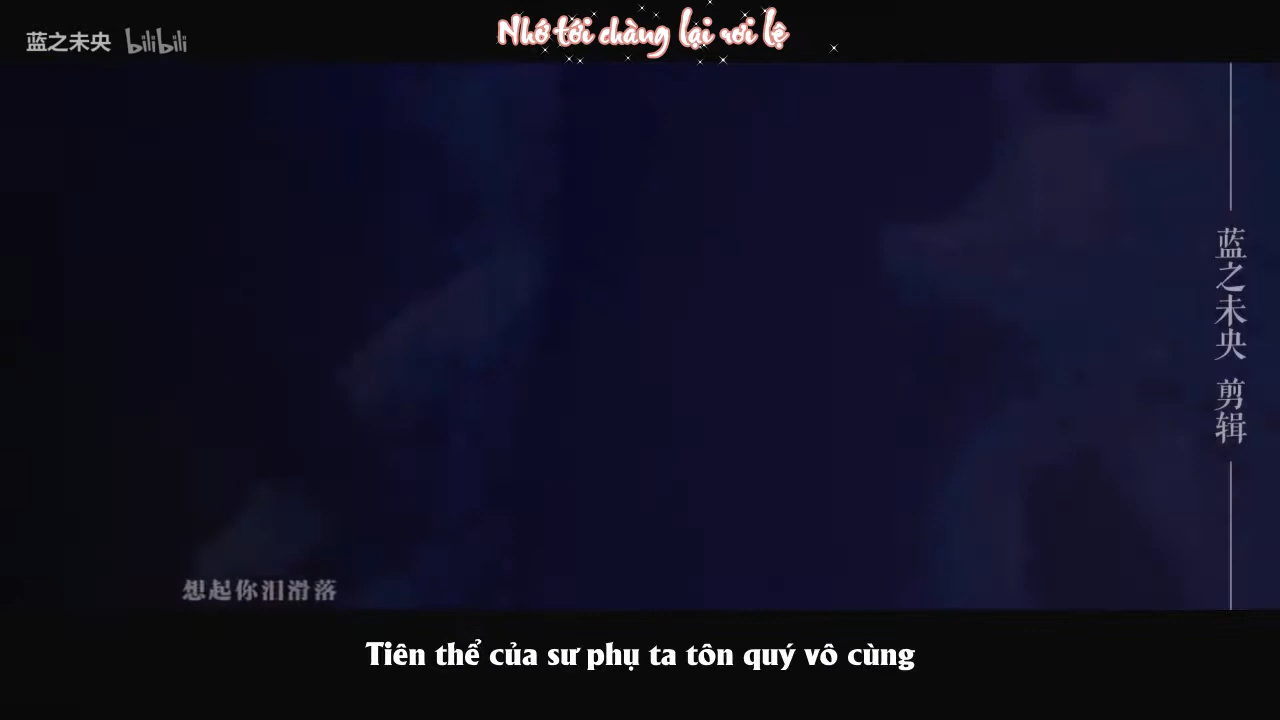 蓝之未央 bilibili
Nhớ tới chàng lại rơi lệ
蓝之未央 剪辑
想起你泪滑落
Tiên thể của sư phụ ta tôn quý vô cùng